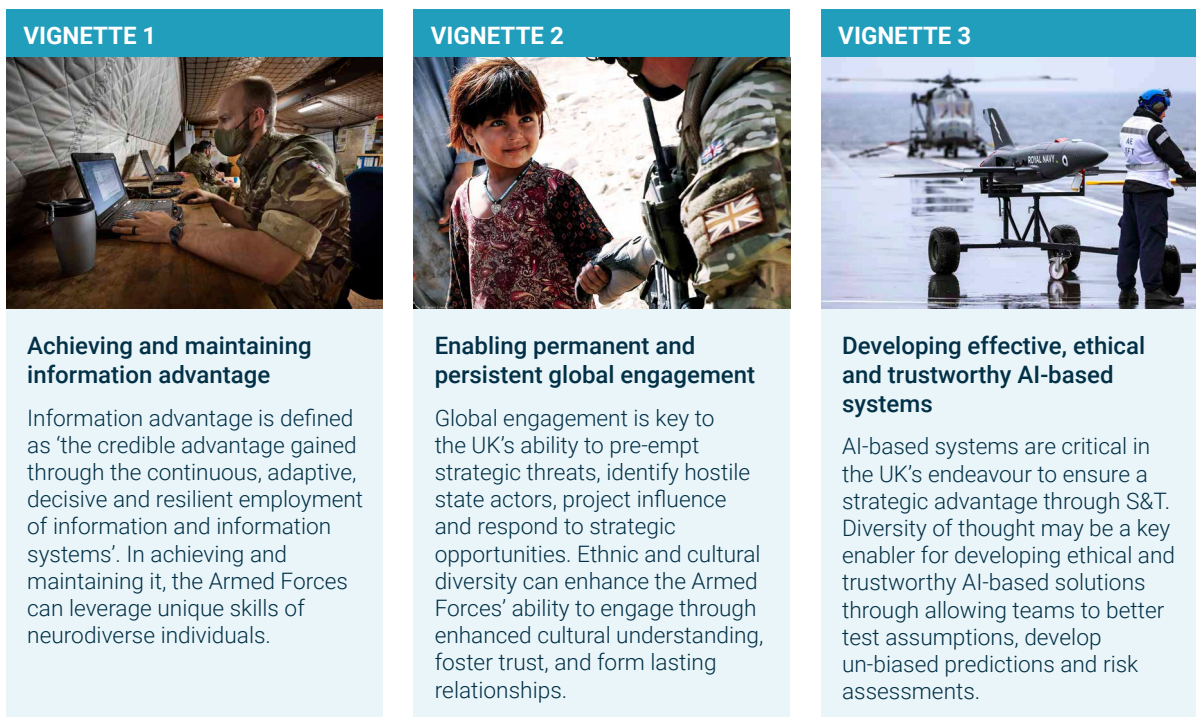 VIGNETTE 1
Achieving and maintaining
information advantage
Information advantage is defined
as ‘the credible advantage gained
through the continuous, adaptive,
decisive and resilient employment
of information and information
systems’. In achieving and
maintaining it, the Armed Forces
can leverage unique skills of
neurodiverse individuals.
VIGNETTE 2
Enabling permanent and
persistent global engagement
Global engagement is key to
the UK’s ability to pre-empt
strategic threats, identify hostile
state actors, project influence
and respond to strategic
opportunities. Ethnic and cultural
diversity can enhance the Armed
Forces’ ability to engage through
enhanced cultural understanding,
foster trust, and form lasting
relationships.
VIGNETTE 3
AE
ROYAL NAVY
Developing effective, ethical
and trustworthy AI-based
systems
AI-based systems are critical in
the UK’s endeavour to ensure a
strategic advantage through S&T.
Diversity of thought may be a key
enabler for developing ethical and
trustworthy AI-based solutions
through allowing teams to better
test assumptions, develop
un-biased predictions and risk
assessments.